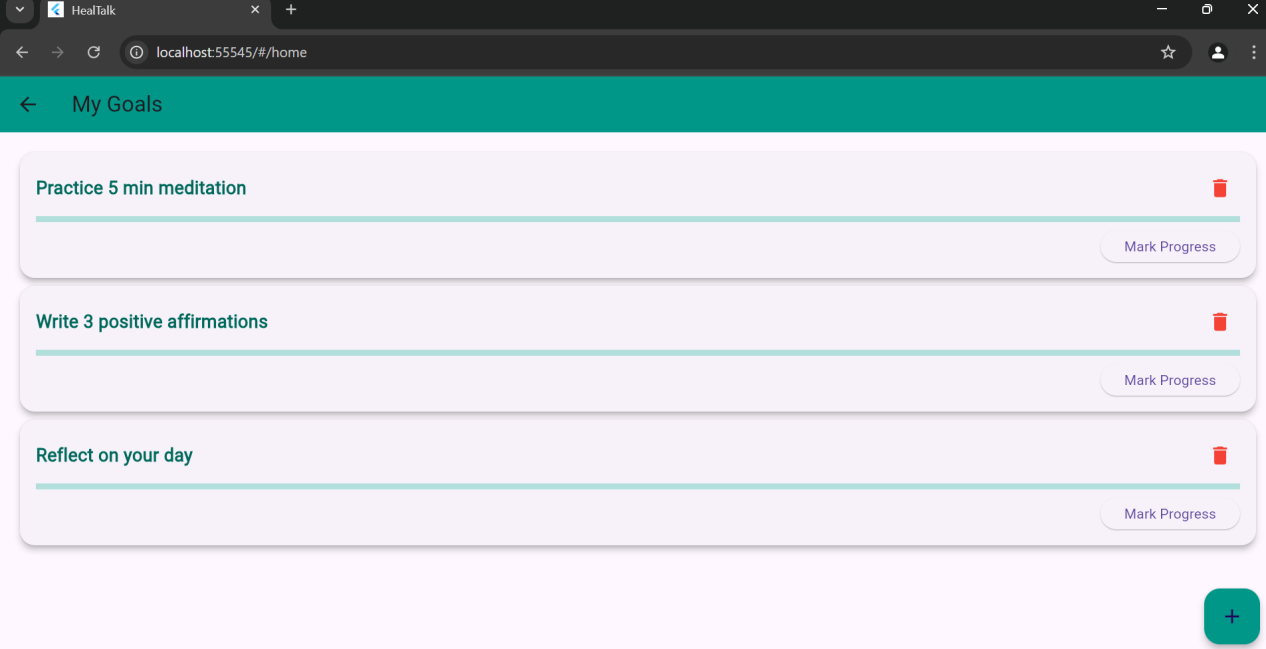 HealTalk
localhost:55545/#/home
My Goals
Practice 5 min meditation
Mark Progress
Write 3 positive affirmations
Mark Progress
Reflect on your day
Mark Progress